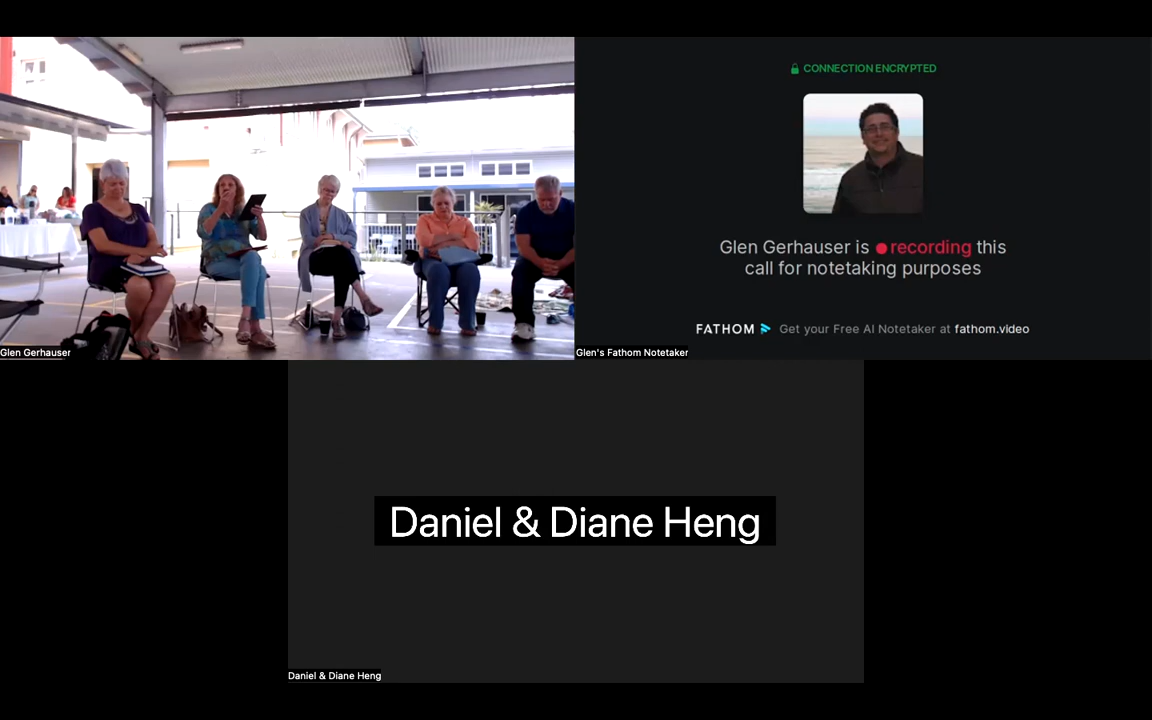 CONNECTION ENCRYPTED
Glen Gerhauser is recording this
call for notetaking purposes
FATHOM Get your Free AI Notetaker at fathom.video
Glen Gerhauser
Glen's Fathom Notetaker
Daniel & Diane Heng
Daniel & Diane Heng